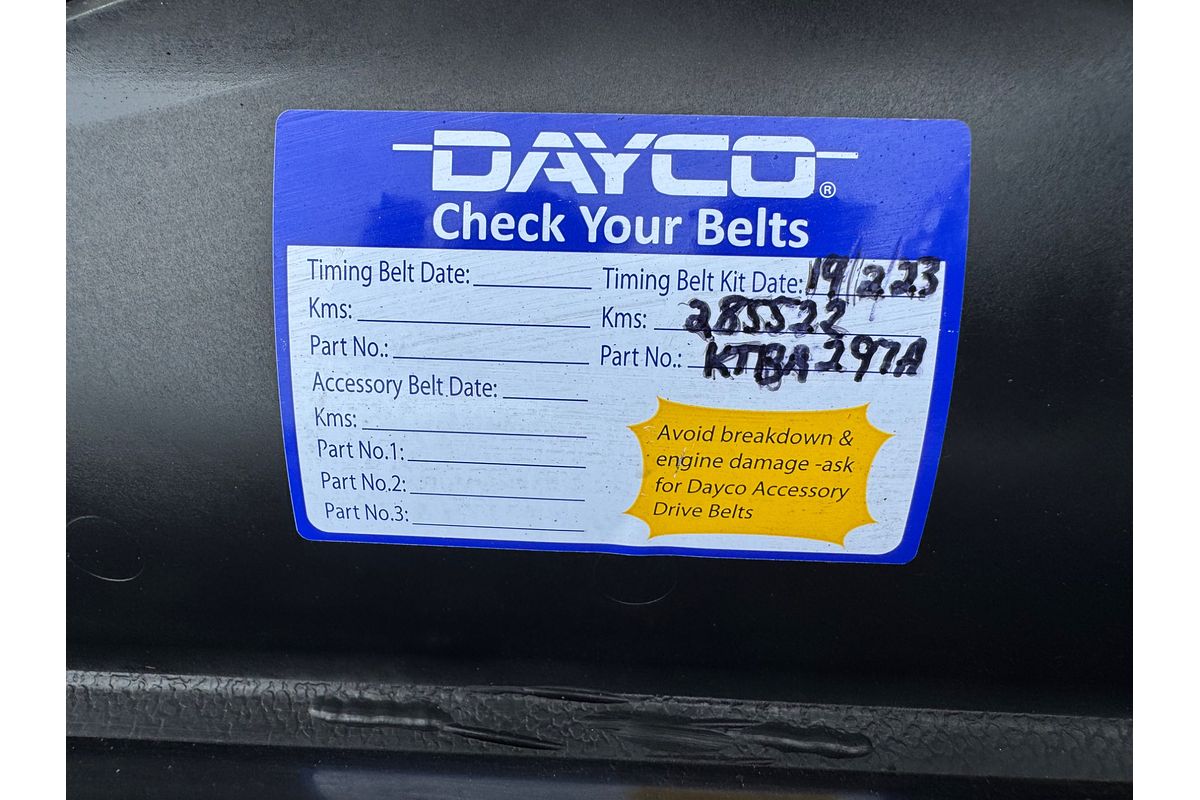 DAYCO®
Check Your Belts
Timing Belt Date:
Kms:
Part No.:
Accessory Belt Date:
Kms:
Part No.1:
Part No.2:
Part No.3:
Timing Belt Kit Date: 19/2/23
Kms: 285522
Part No.: KTBA297A
Avoid breakdown &
engine damage -ask
for Dayco Accessory
Drive Belts